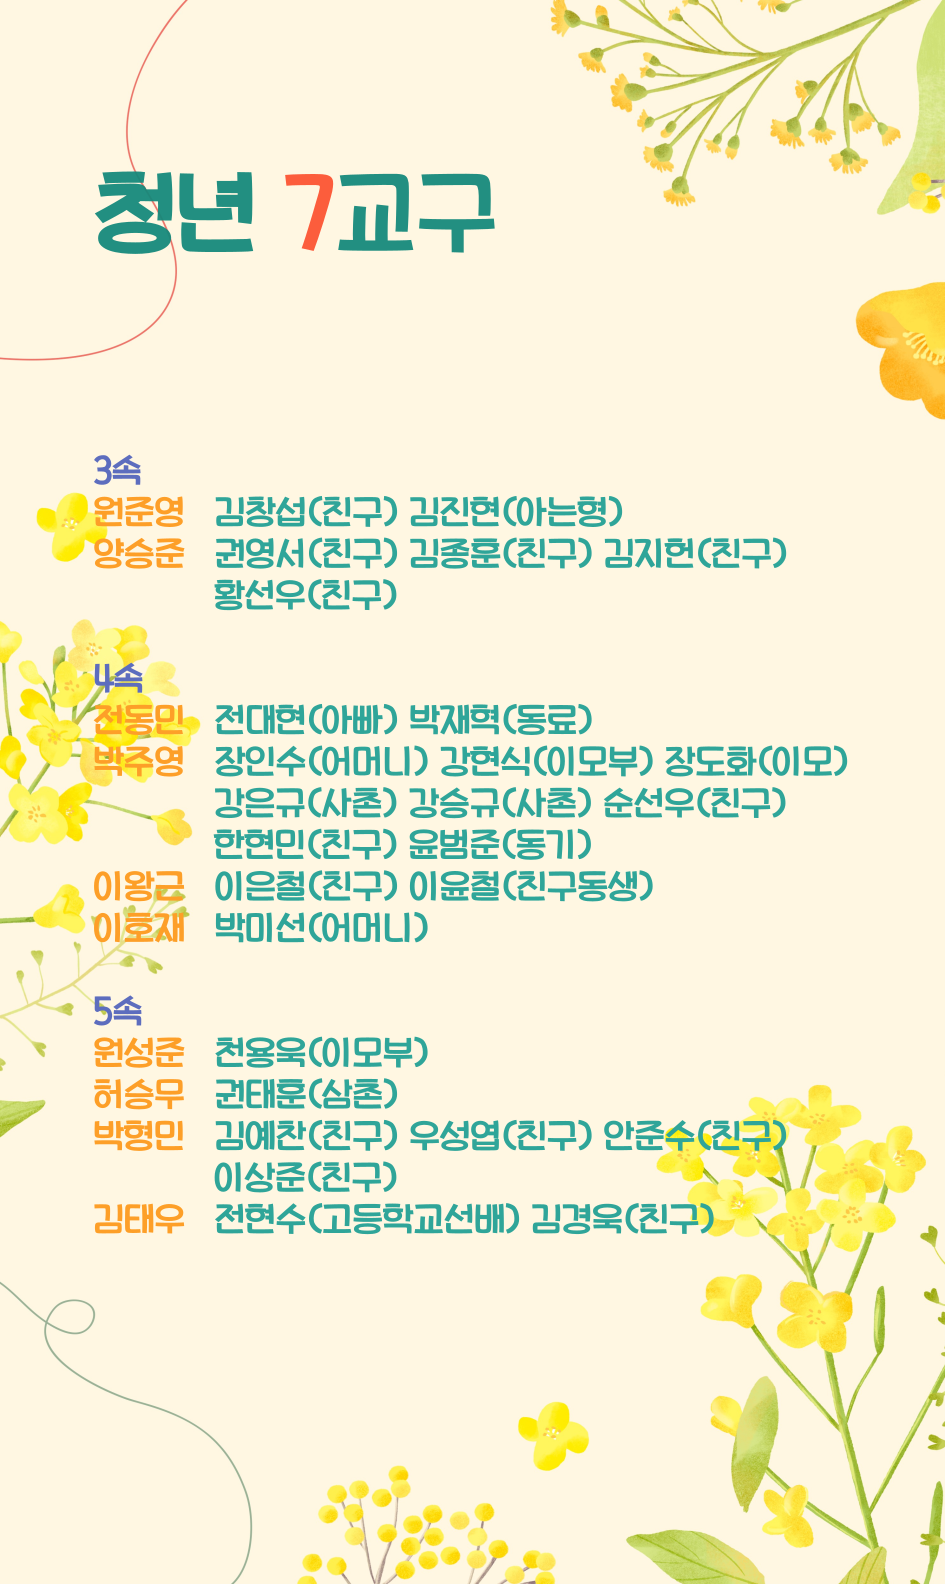 청년 7교구
3속
원준영 김창섭(친구) 김진현(아는형)
양승준 권영서(친구) 김종훈(친구) 김지헌(친구)
황선우(친구)
4속
전동민 전대현(아빠) 박재혁(동료)
박주영 장인수(어머니) 강현식(이모부) 장도화(이모)
강은규(사촌) 강승규(사촌) 순선우(친구)
한현민(친구) 윤범준(동기)
이왕근 이은철(친구) 이윤철(친구동생)
이호재 박미선(어머니)
5속
원성준 천용욱(이모부)
허승무 권태훈(삼촌)
박형민 김예찬(친구) 우성엽(친구) 안준수(친구)
이상준(친구)
김태우 전현수(고등학교선배) 김경욱(친구)